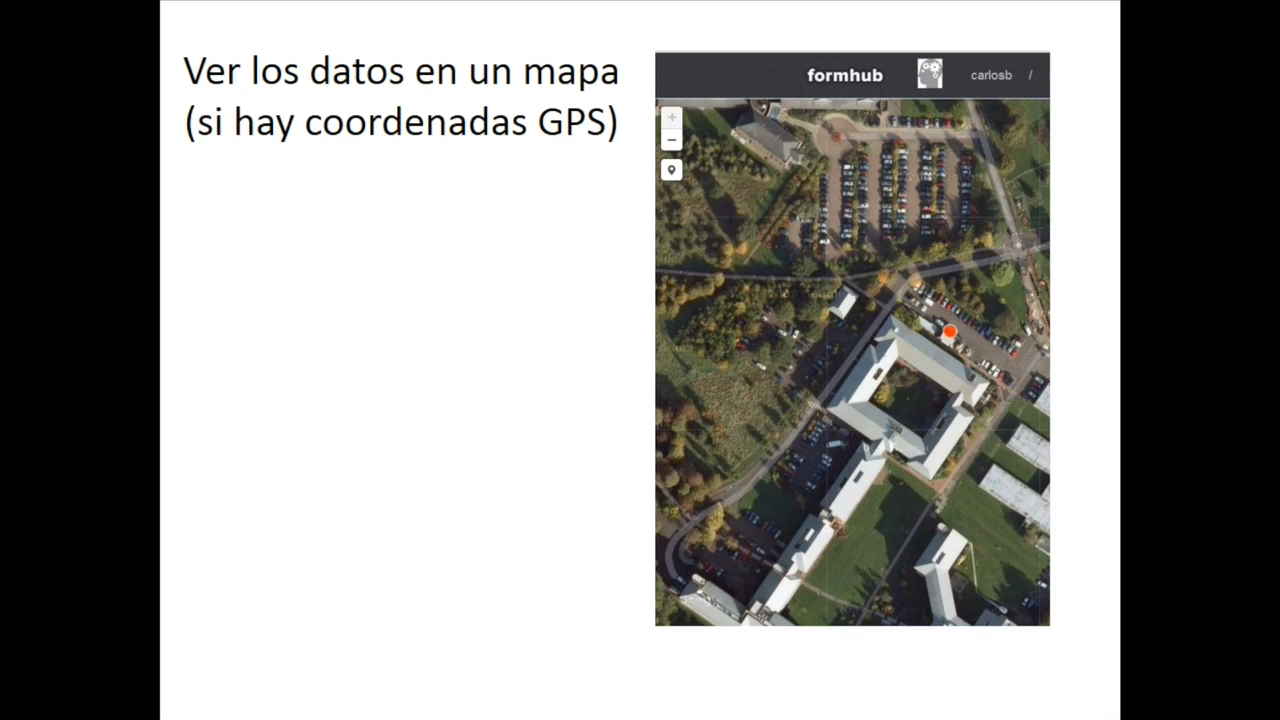 Ver los datos en un mapa
(si hay coordenadas GPS)
formhub
carlosb /
+
−